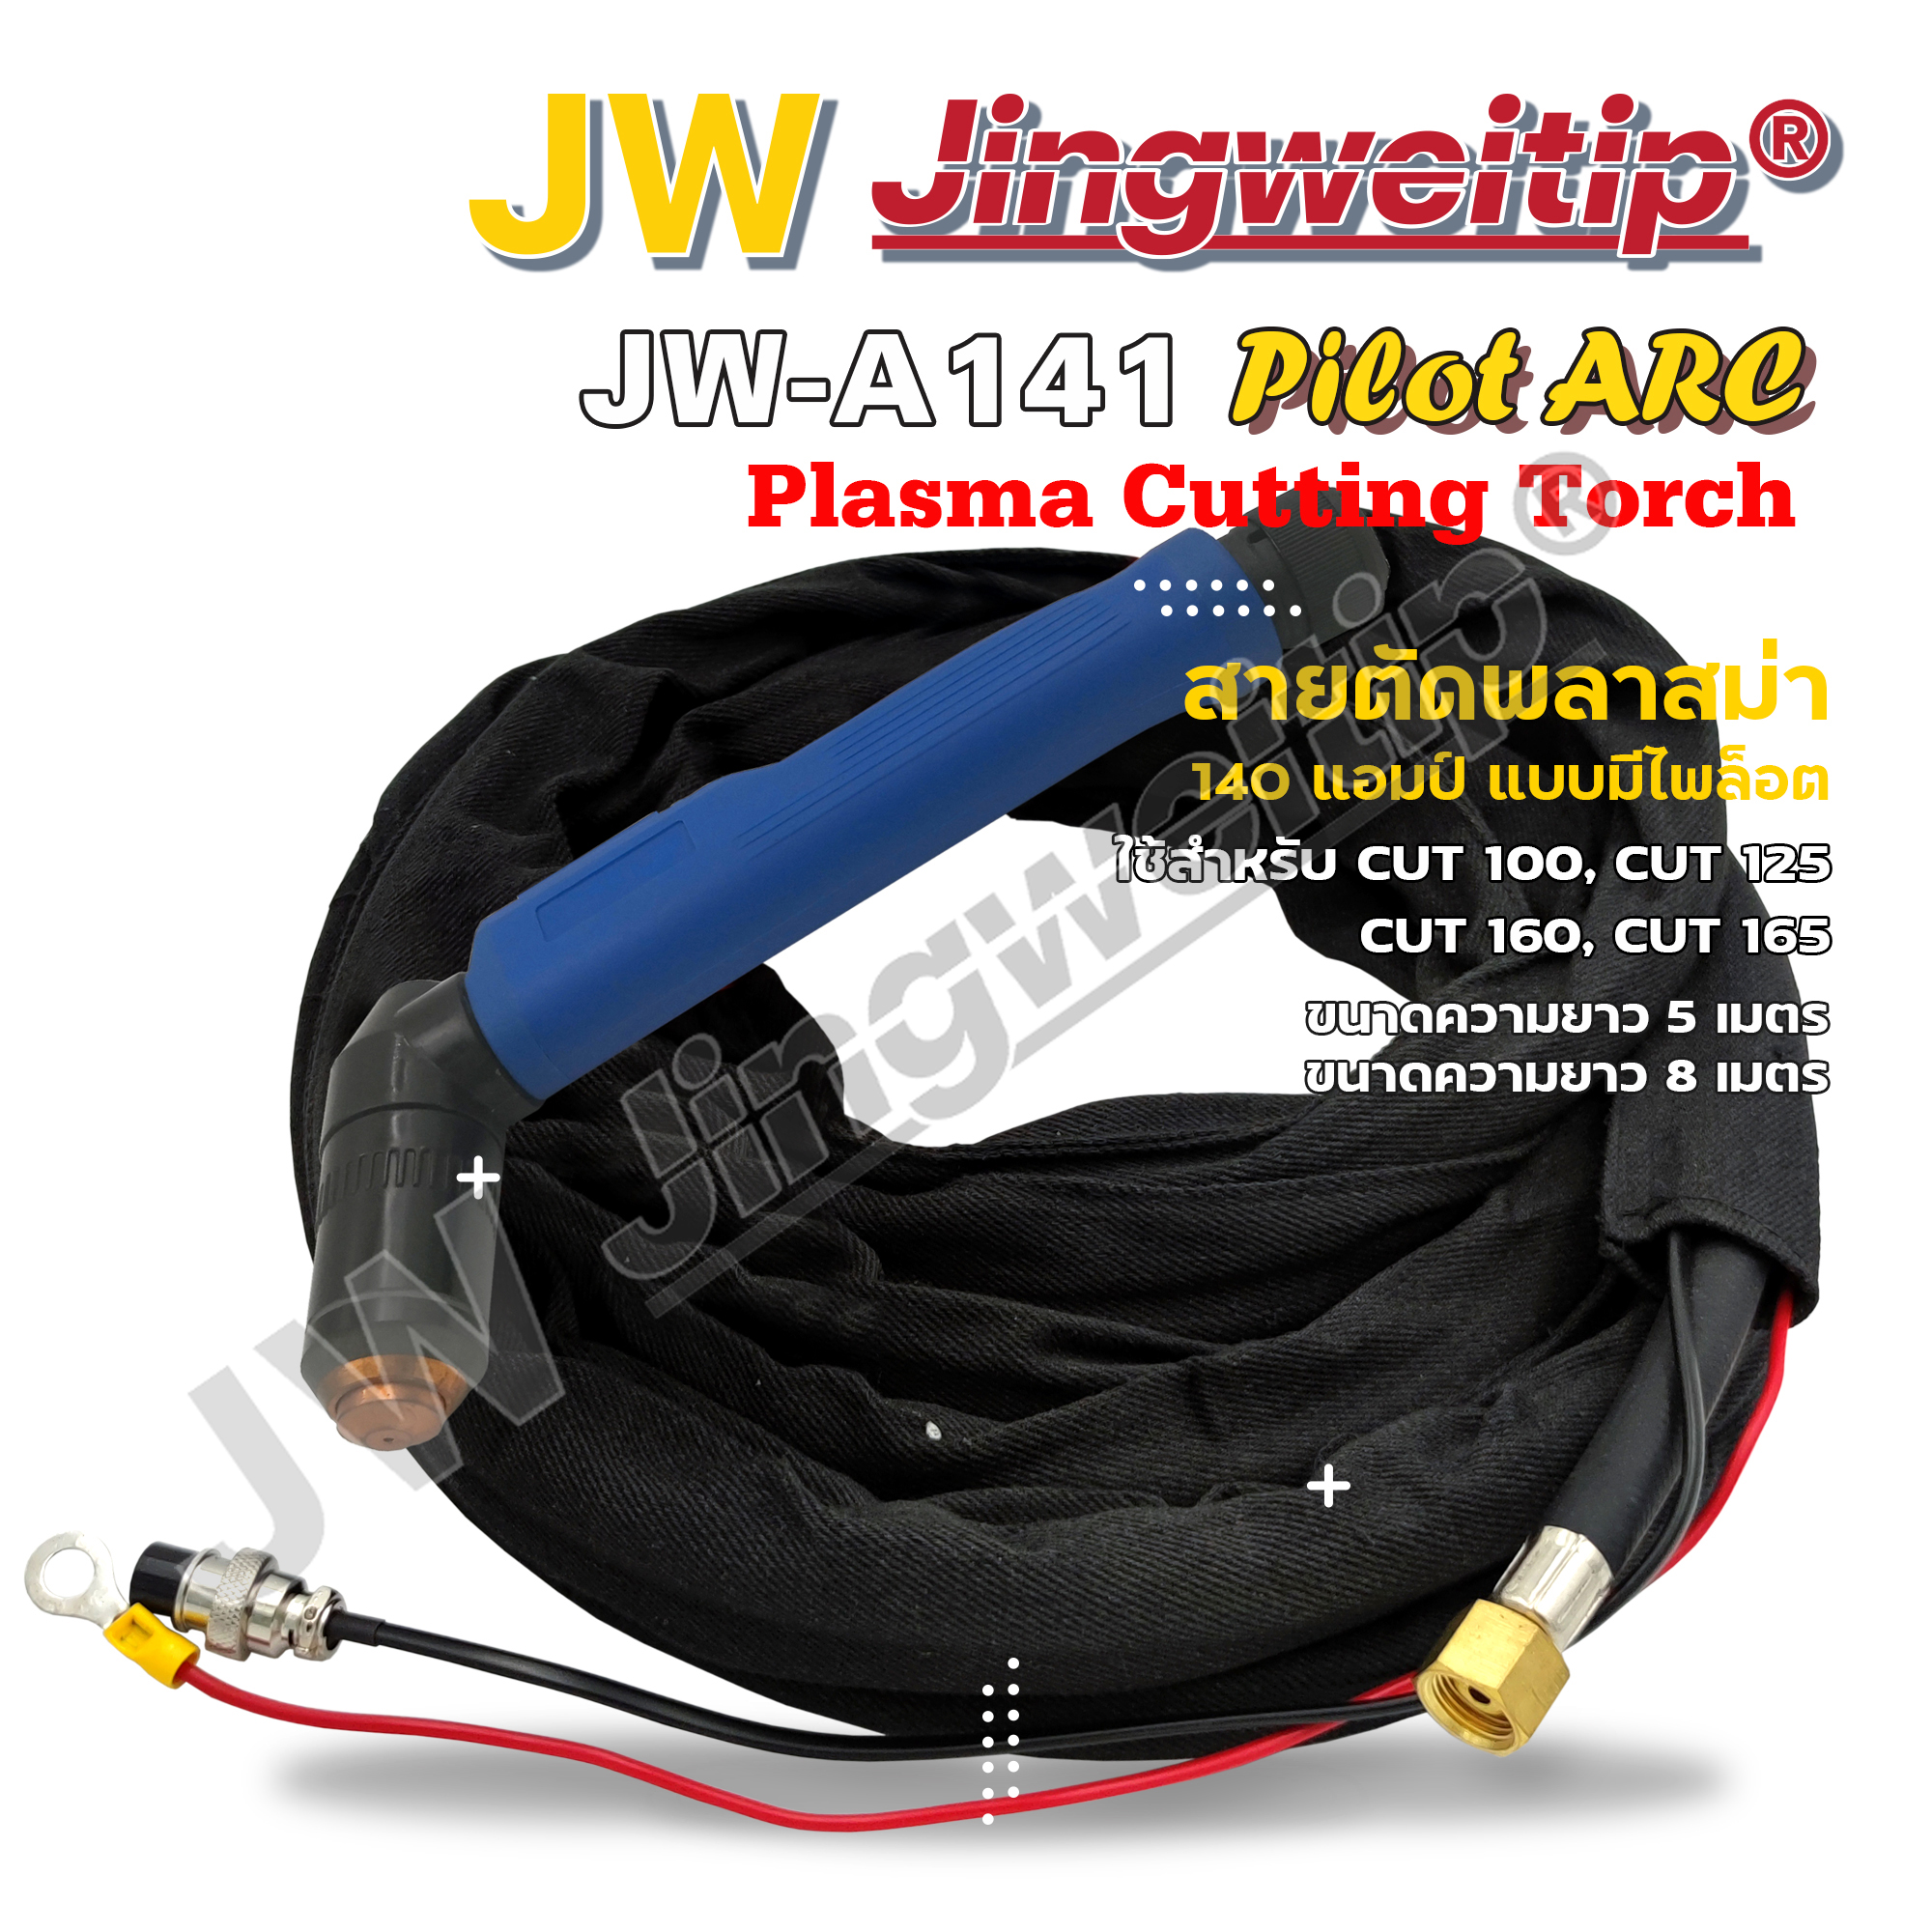 JW Jingweitip®
JW-A141 Pilot ARC
Plasma Cutting Torch
สายตัดพลาสม่า
140 แอมป์ แบบมีไพล็อต
ใช้สำหรับ CUT 100, CUT 125
CUT 160, CUT 165
ขนาดความยาว 5 เมตร
ขนาดความยาว 8 เมตร
JW Jingweitip®